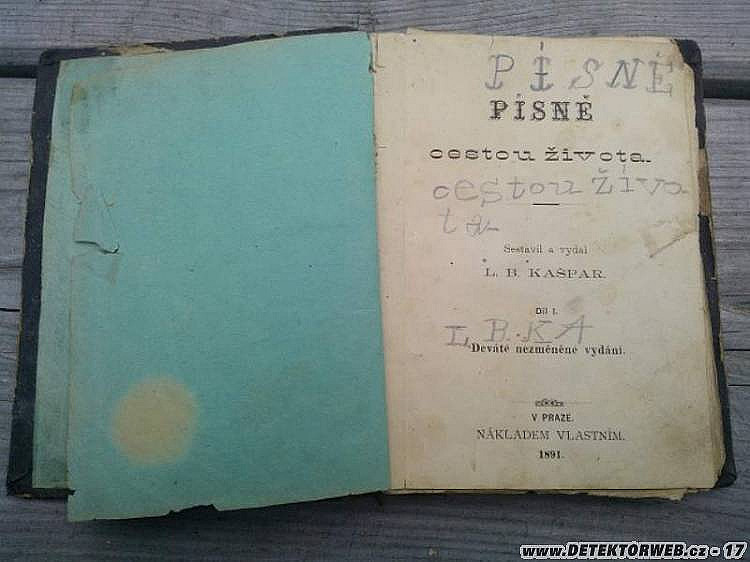 PÍSNĚ
PÍSNĚ
cestou života.
cestou živo
ta
Sestavil a vydal
L. B. KAŠPAR.
Díl I.
L B. KA
Deváté nezměněné vydání.
V PRAZE.
NÁKLADEM VLASTNÍM.
1891.
www.DETEKTORWEB.cz - 17